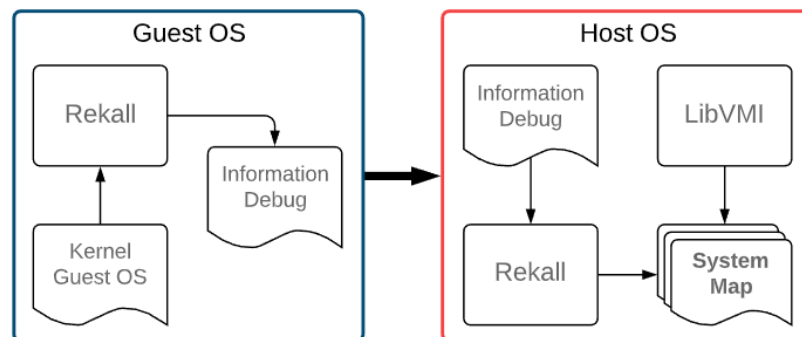 Guest OS
Rekall
Information
Debug
Kernel
Guest OS
Host OS
Information
Debug
LibVMI
Rekall
System
Map